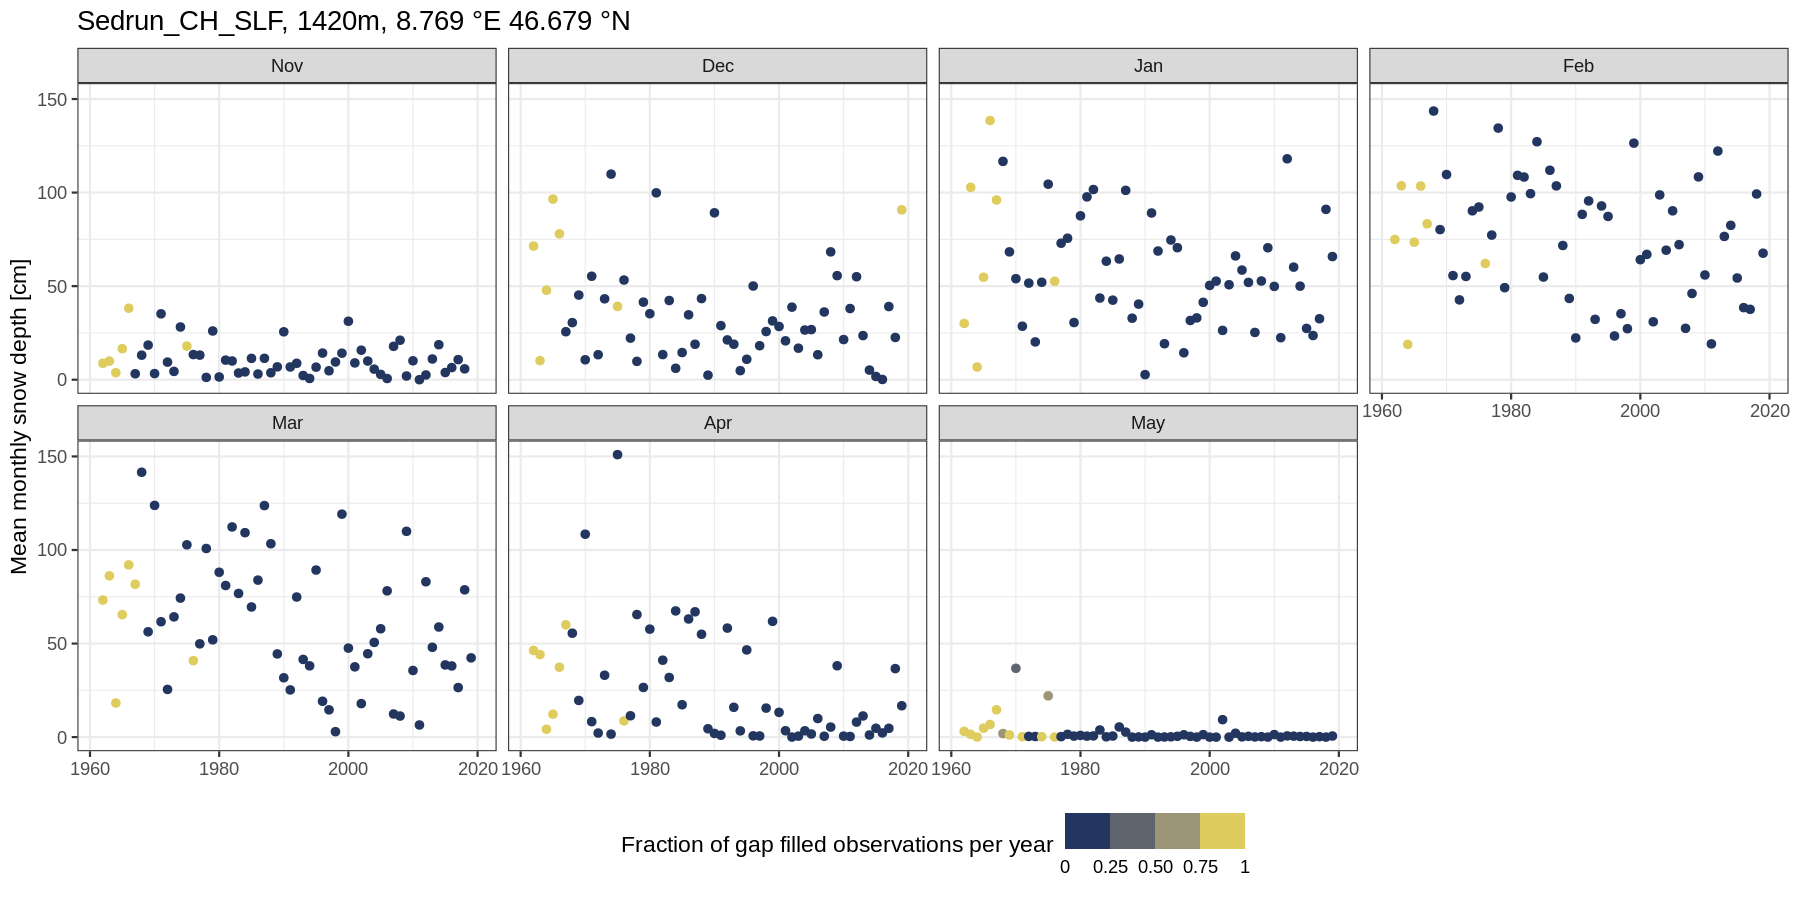 Sedrun_CH_SLF, 1420m, 8.769 °E 46.679 °N
Nov
Dec
Jan
Feb
150
100
50
0
1960 1980 2000 2020
Mar
Apr
May
150
100
50
0
1960 1980 2000 2020 1960 1980 2000 2020 1960 1980 2000 2020
Mean monthly snow depth [cm]
Fraction of gap filled observations per year
0 0.25 0.50 0.75 1